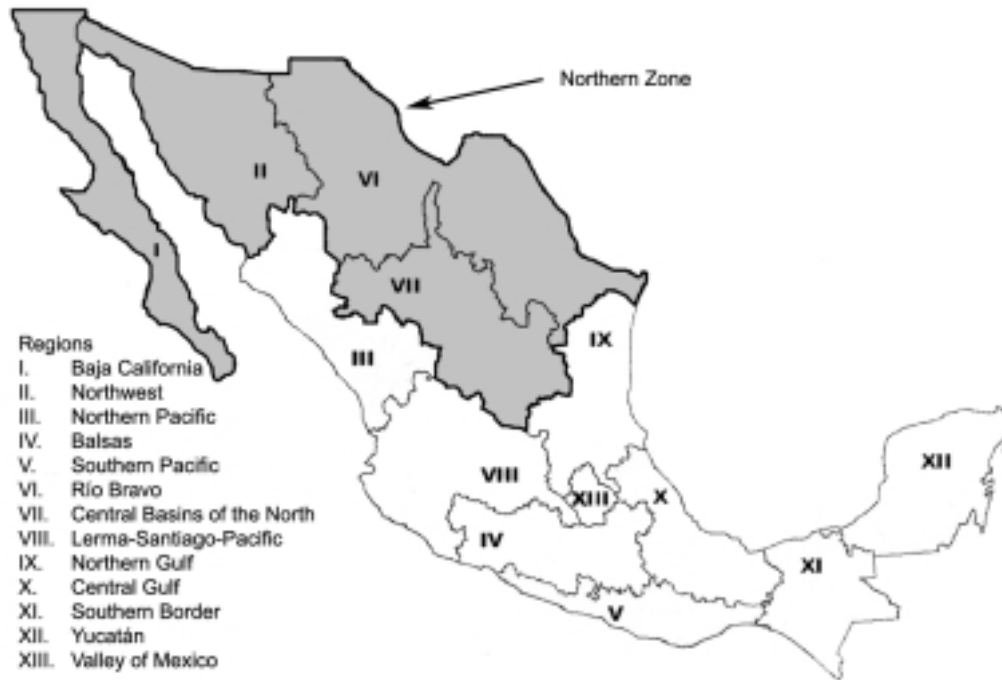 Northern Zone
II
VI
I
VII
IX
III
Regions
I. Baja California
II. Northwest
III. Northern Pacific
IV. Balsas
V. Southern Pacific
VI. Río Bravo
VII. Central Basins of the North
VIII. Lerma-Santiago-Pacific
IX. Northern Gulf
X. Central Gulf
XI. Southern Border
XII. Yucatán
XIII. Valley of Mexico
VIII
XIII
X
XII
IV
XI
V